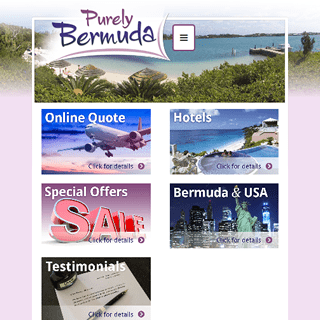 Purely
Bermuda
Online Quote
Click for details
Hotels
Click for details
Special Offers
SALE
Click for details
Bermuda & USA
Click for details
Testimonials
Click for details